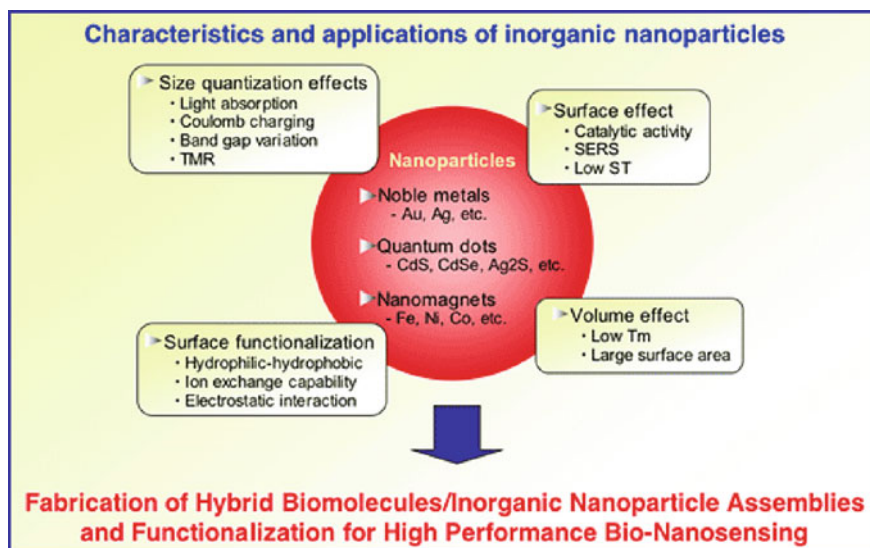 Characteristics and applications of inorganic nanoparticles
Size quantization effects
· Light absorption
· Coulomb charging
· Band gap variation
· TMR
Surface effect
· Catalytic activity
· SERS
· Low ST
Nanoparticles
Noble metals
- Au, Ag, etc.
Quantum dots
- CdS, CdSe, Ag2S, etc.
Nanomagnets
- Fe, Ni, Co, etc.
Surface functionalization
· Hydrophilic-hydrophobic
· Ion exchange capability
· Electrostatic interaction
Volume effect
· Low Tm
· Large surface area
Fabrication of Hybrid Biomolecules/Inorganic Nanoparticle Assemblies
and Functionalization for High Performance Bio-Nanosensing